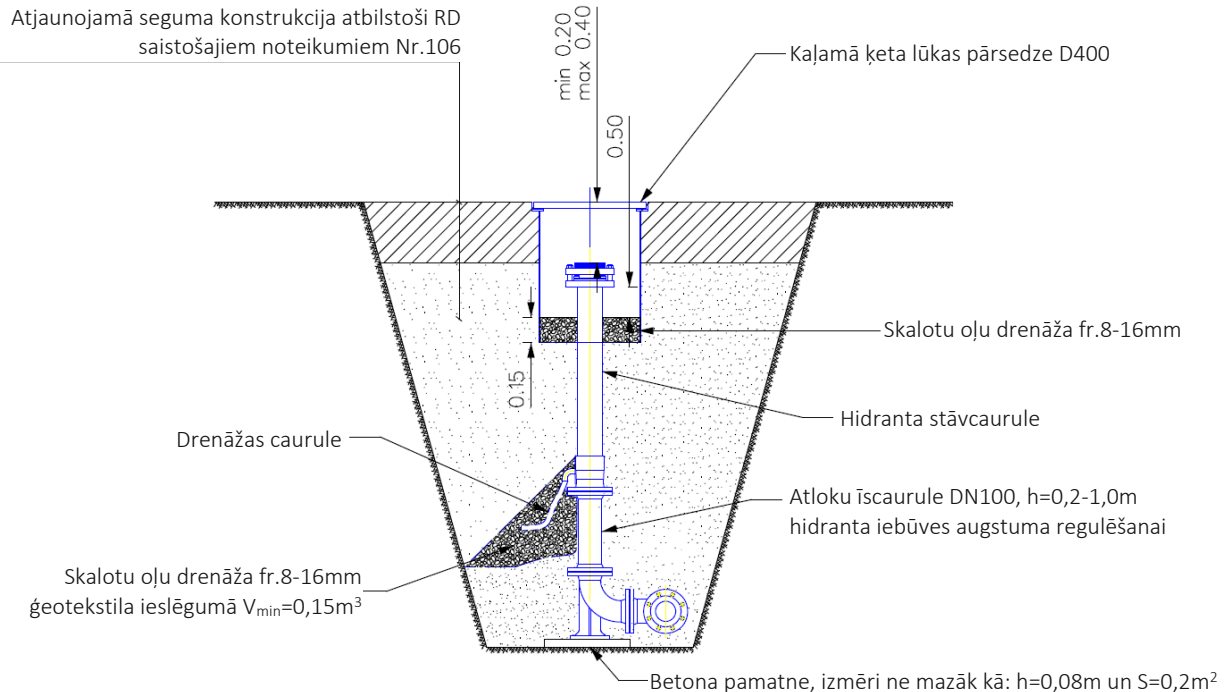 Atjaunojamā seguma konstrukcija atbilstoši RD
saistošajiem noteikumiem Nr.106
min 0.20
max 0.40
Kaļamā ķeta lūkas pārsedze D400
0.50
Skalotu oļu drenāža fr.8-16mm
0.15
Hidranta stāvcaurule
Drenāžas caurule
Atloku īscaurule DN100, h=0,2-1,0m
hidranta iebūves augstuma regulēšanai
Skalotu oļu drenāža fr.8-16mm
ģeotekstila ieslēgumā Vmin=0,15m³
Betona pamatne, izmēri ne mazāk kā: h=0,08m un S=0,2m²